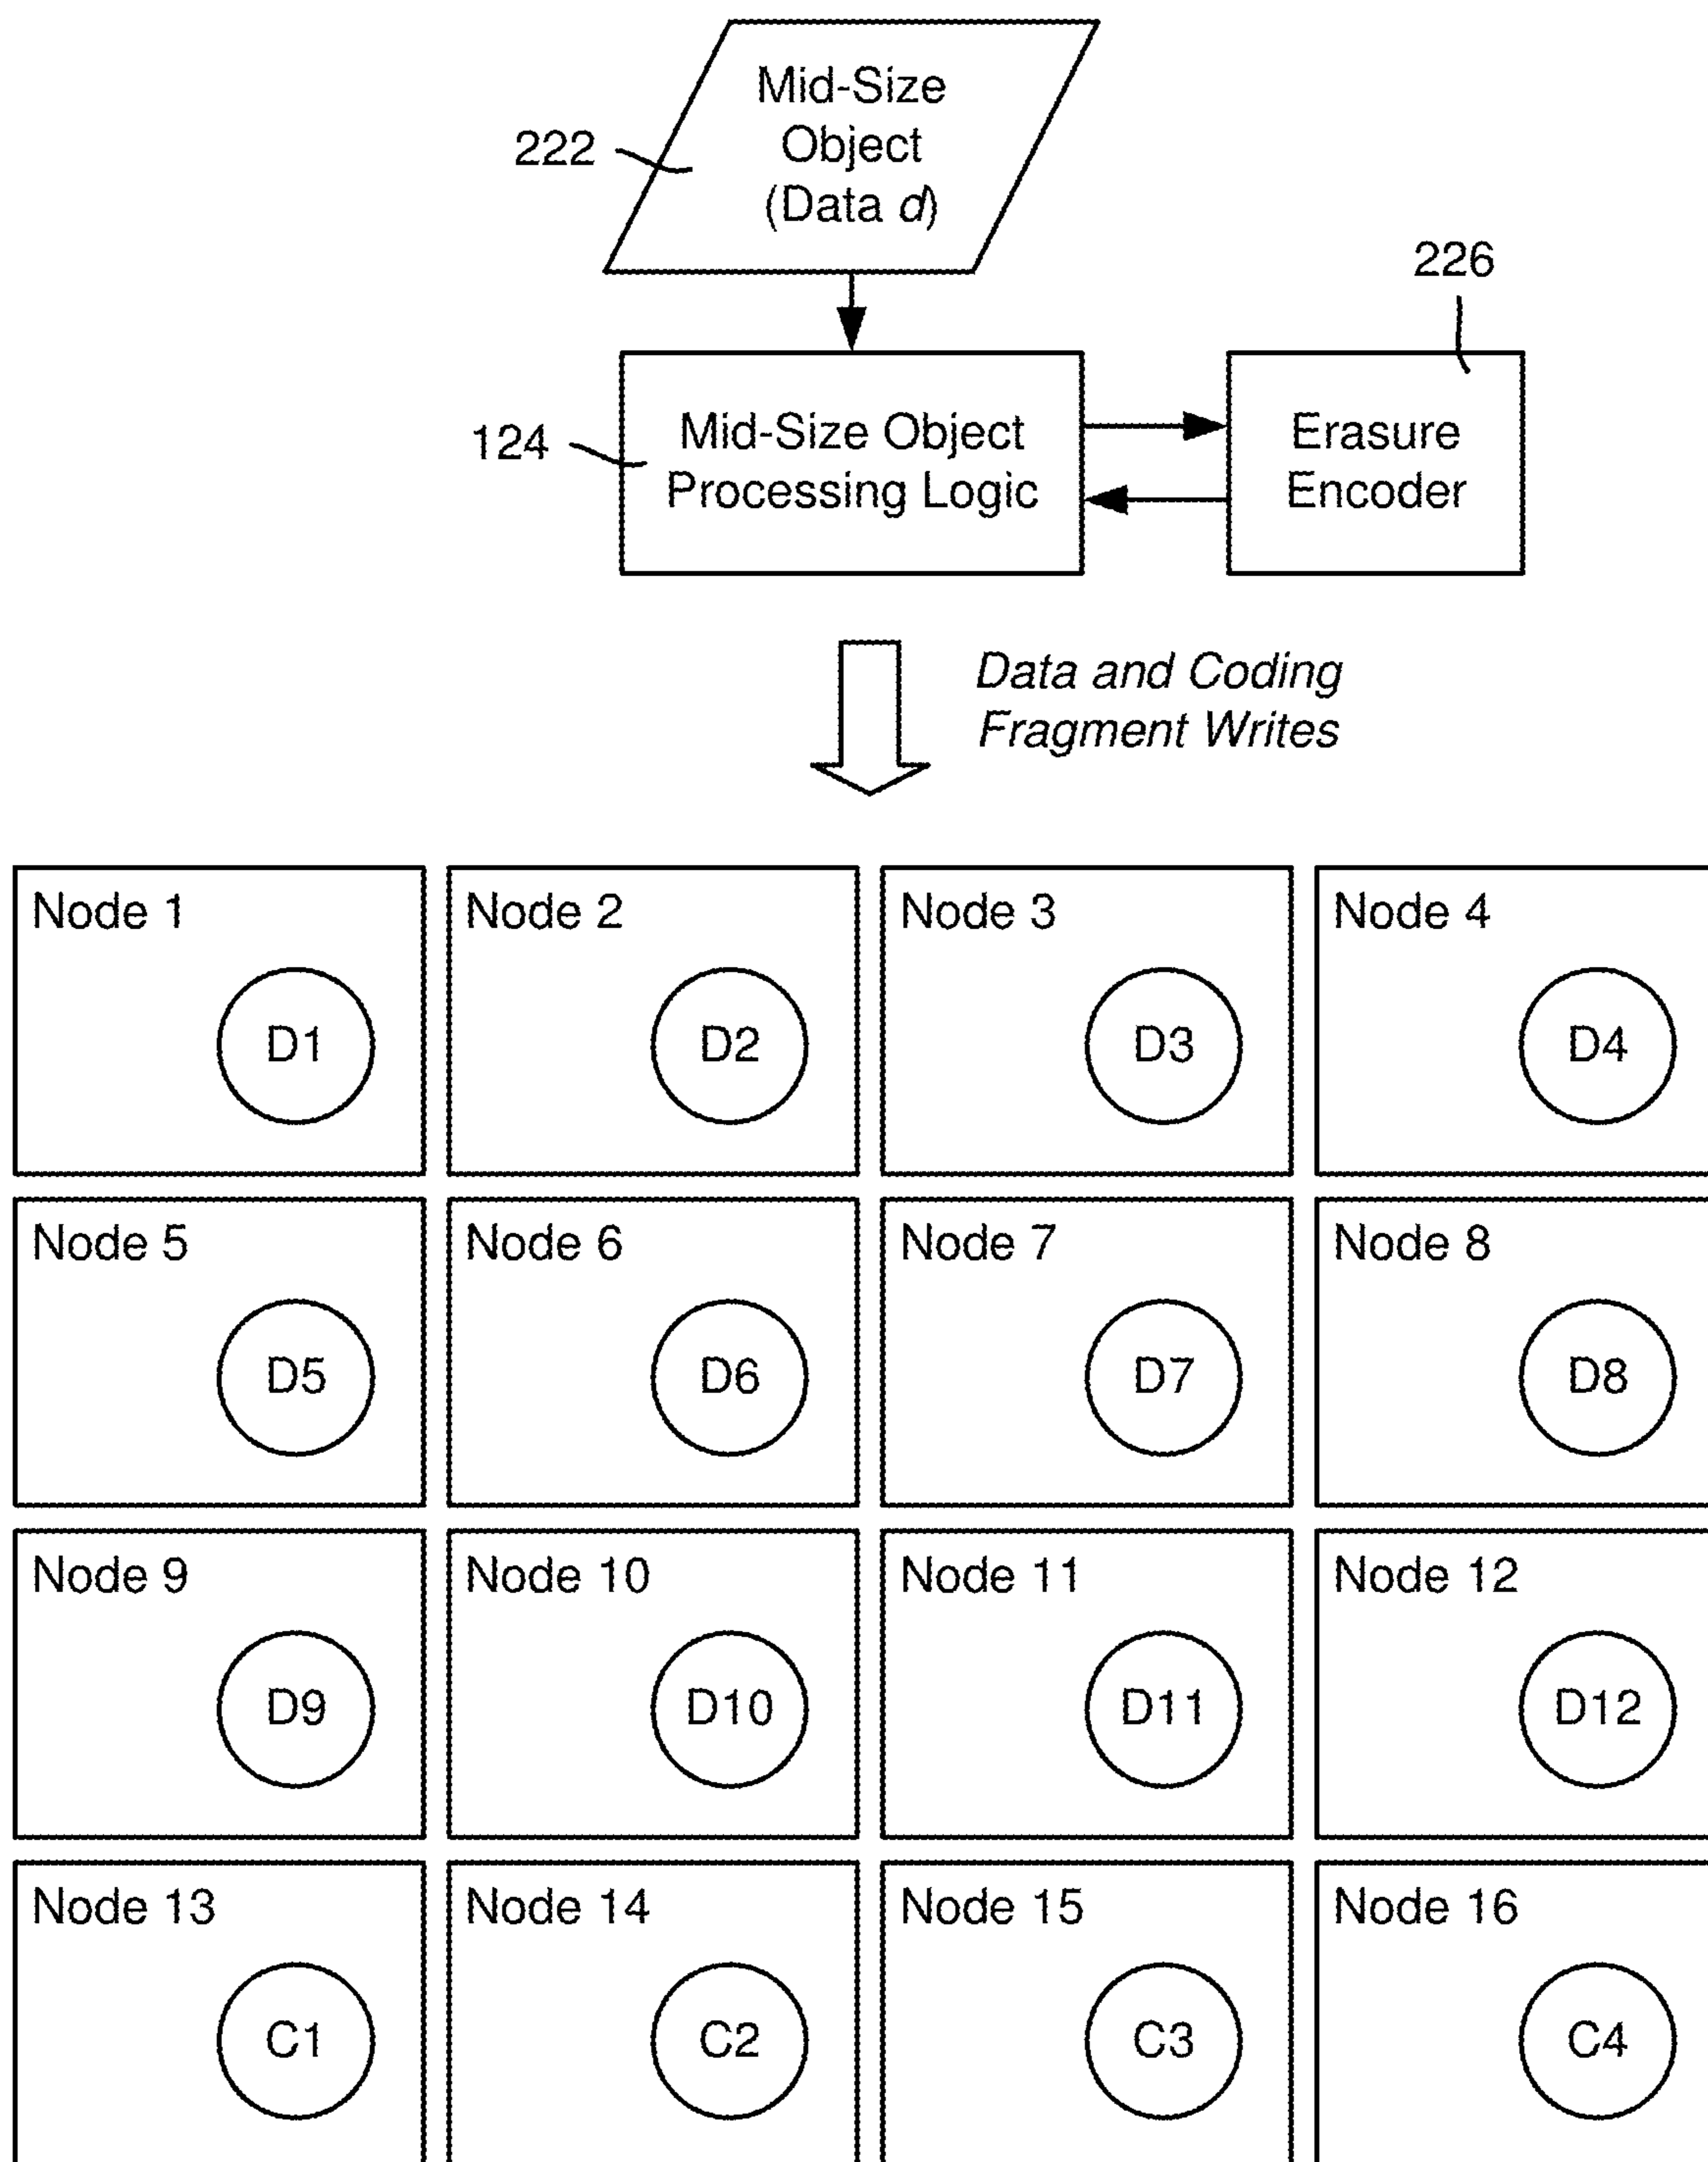 Mid-Size
Object
(Data d)
222
226
Mid-Size Object
Processing Logic
124
Erasure
Encoder
Data and Coding
Fragment Writes
Node 1
Node 2
Node 3
Node 4
D1
D2
D3
D4
Node 5
Node 6
Node 7
Node 8
D5
D6
D7
D8
Node 9
Node 10
Node 11
Node 12
D9
D10
D11
D12
Node 13
Node 14
Node 15
Node 16
C1
C2
C3
C4